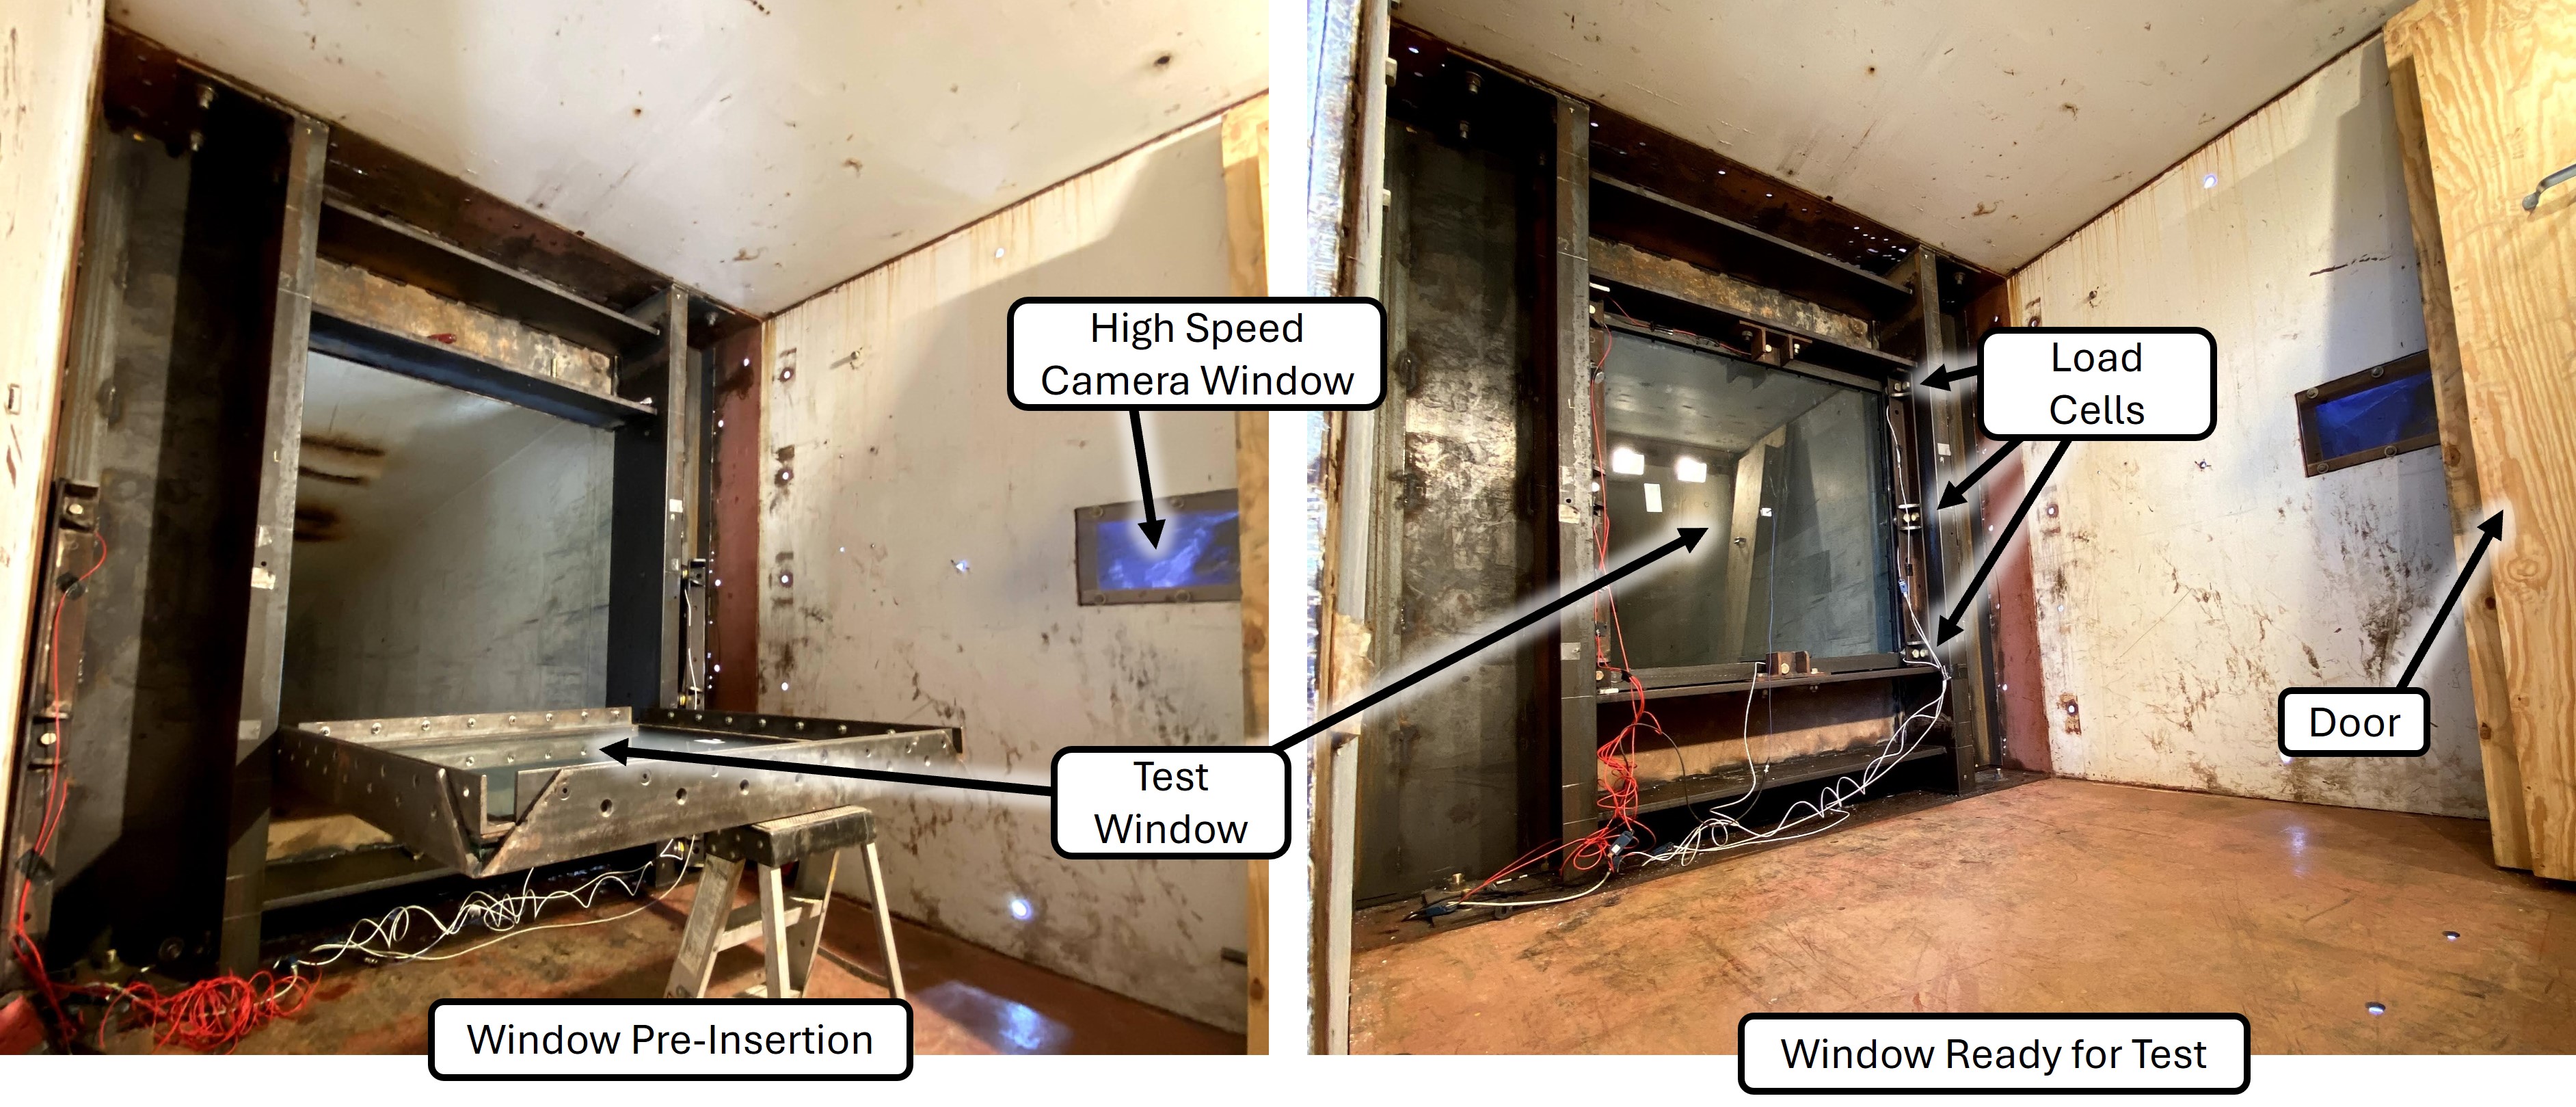 High Speed
Camera Window
Load
Cells
Test
Window
Door
Window Pre-Insertion
Window Ready for Test